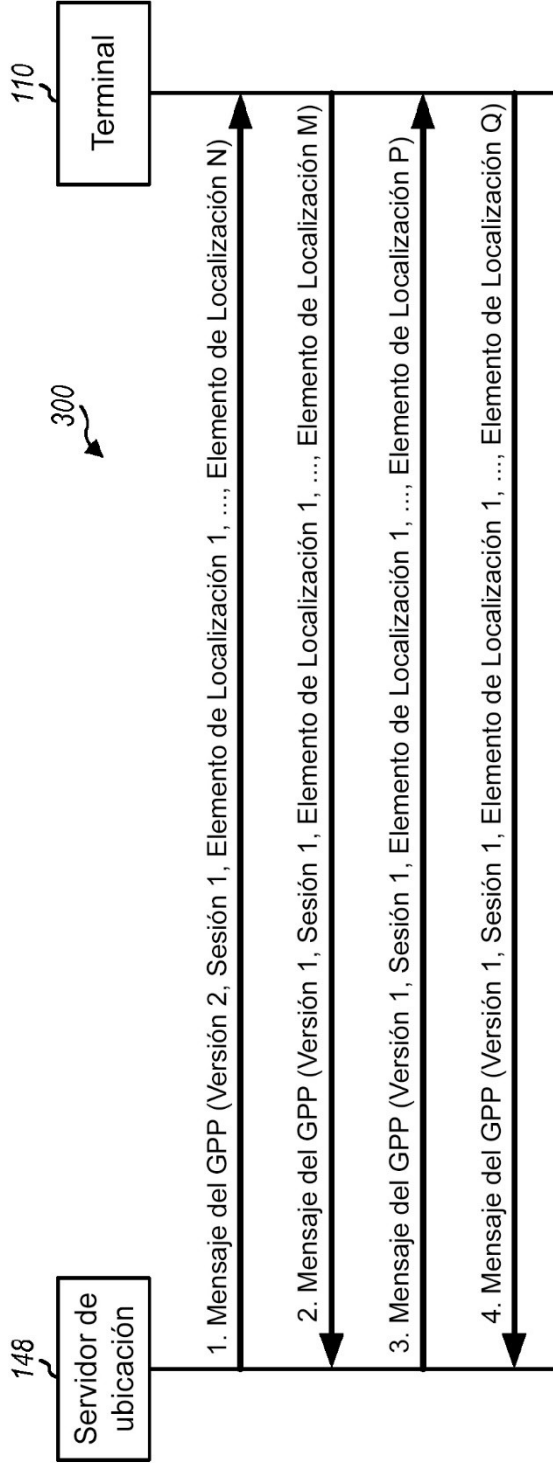 148
Servidor de
ubicación
300
110
Terminal
1. Mensaje del GPP (Versión 2, Sesión 1, Elemento de Localización 1, ..., Elemento de Localización N)
2. Mensaje del GPP (Versión 1, Sesión 1, Elemento de Localización 1, ..., Elemento de Localización M)
3. Mensaje del GPP (Versión 1, Sesión 1, Elemento de Localización 1, ..., Elemento de Localización P)
4. Mensaje del GPP (Versión 1, Sesión 1, Elemento de Localización 1, ..., Elemento de Localización Q)